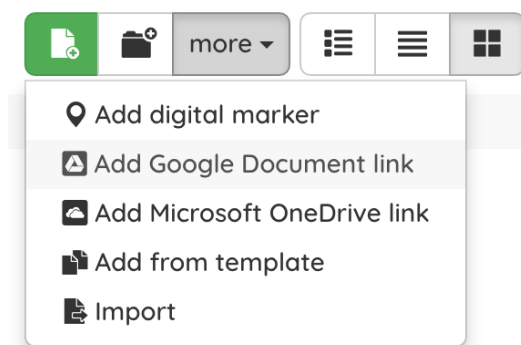 more
Add digital marker
Add Google Document link
Add Microsoft OneDrive link
Add from template
Import